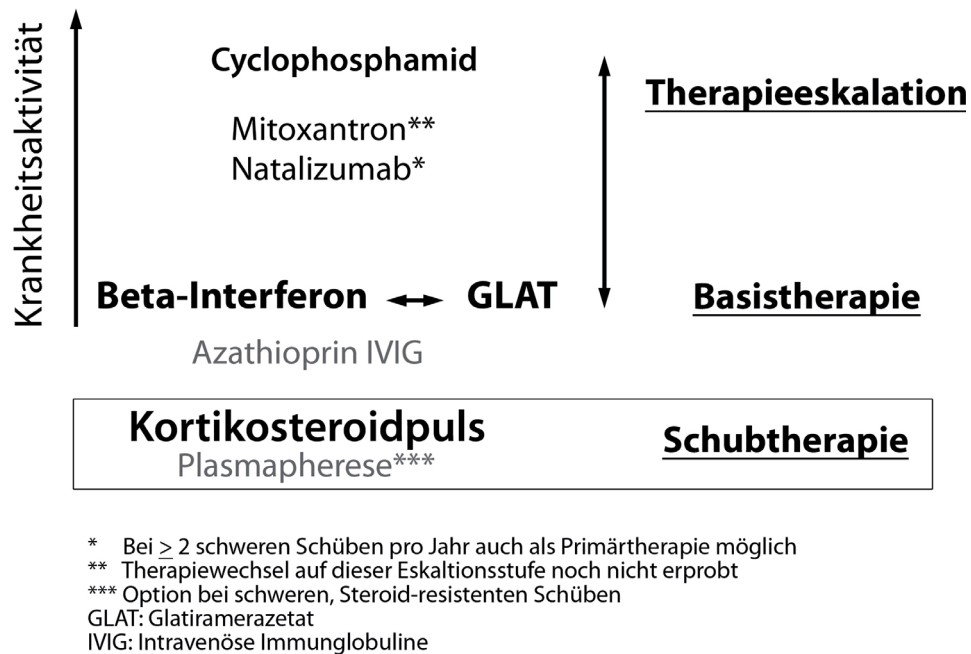 Krankheitsaktivität
Cyclophosphamid
Therapieeskalation
Mitoxantron**
Natalizumab*
Beta-Interferon GLAT Basistherapie
Azathioprin IVIG
Kortikosteroidpuls Schubtherapie
Plasmapherese***
* Bei ≥ 2 schweren Schüben pro Jahr auch als Primärtherapie möglich
** Therapiewechsel auf dieser Eskaltionsstufe noch nicht erprobt
*** Option bei schweren, Steroid-resistenten Schüben
GLAT: Glatiramerazetat
IVIG: Intravenöse Immunglobuline